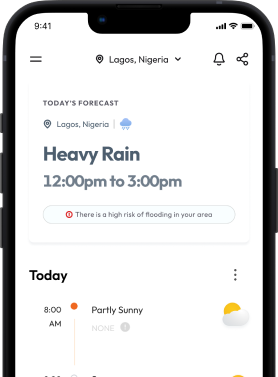 9:41
Lagos, Nigeria
TODAY'S FORECAST
Lagos, Nigeria
Heavy Rain
12:00pm to 3:00pm
There is a high risk of flooding in your area
Today
8:00 AM
Partly Sunny
NONE